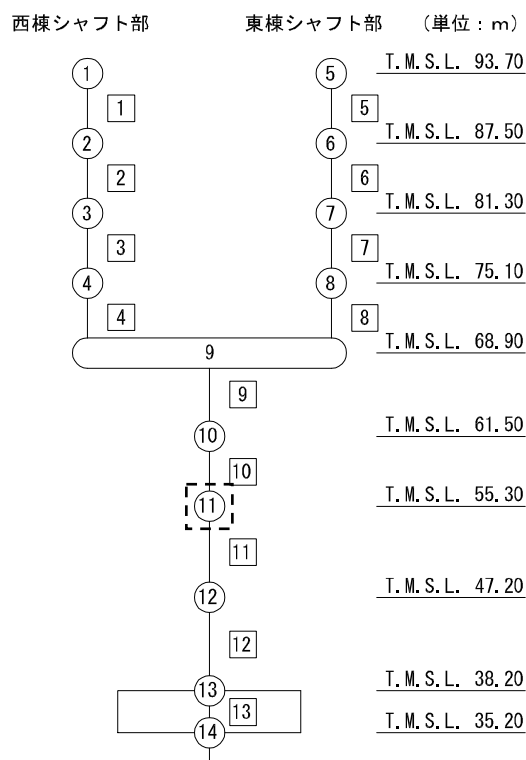 西棟シャフト部 東棟シャフト部 (単位：m)
1 5 T.M.S.L. 93.70
1 5
2 6 T.M.S.L. 87.50
2 6
3 7 T.M.S.L. 81.30
3 7
4 8 T.M.S.L. 75.10
4 8
9 T.M.S.L. 68.90
9
10 T.M.S.L. 61.50
10
11 T.M.S.L. 55.30
11
12 T.M.S.L. 47.20
12
13 T.M.S.L. 38.20
13
14 T.M.S.L. 35.20